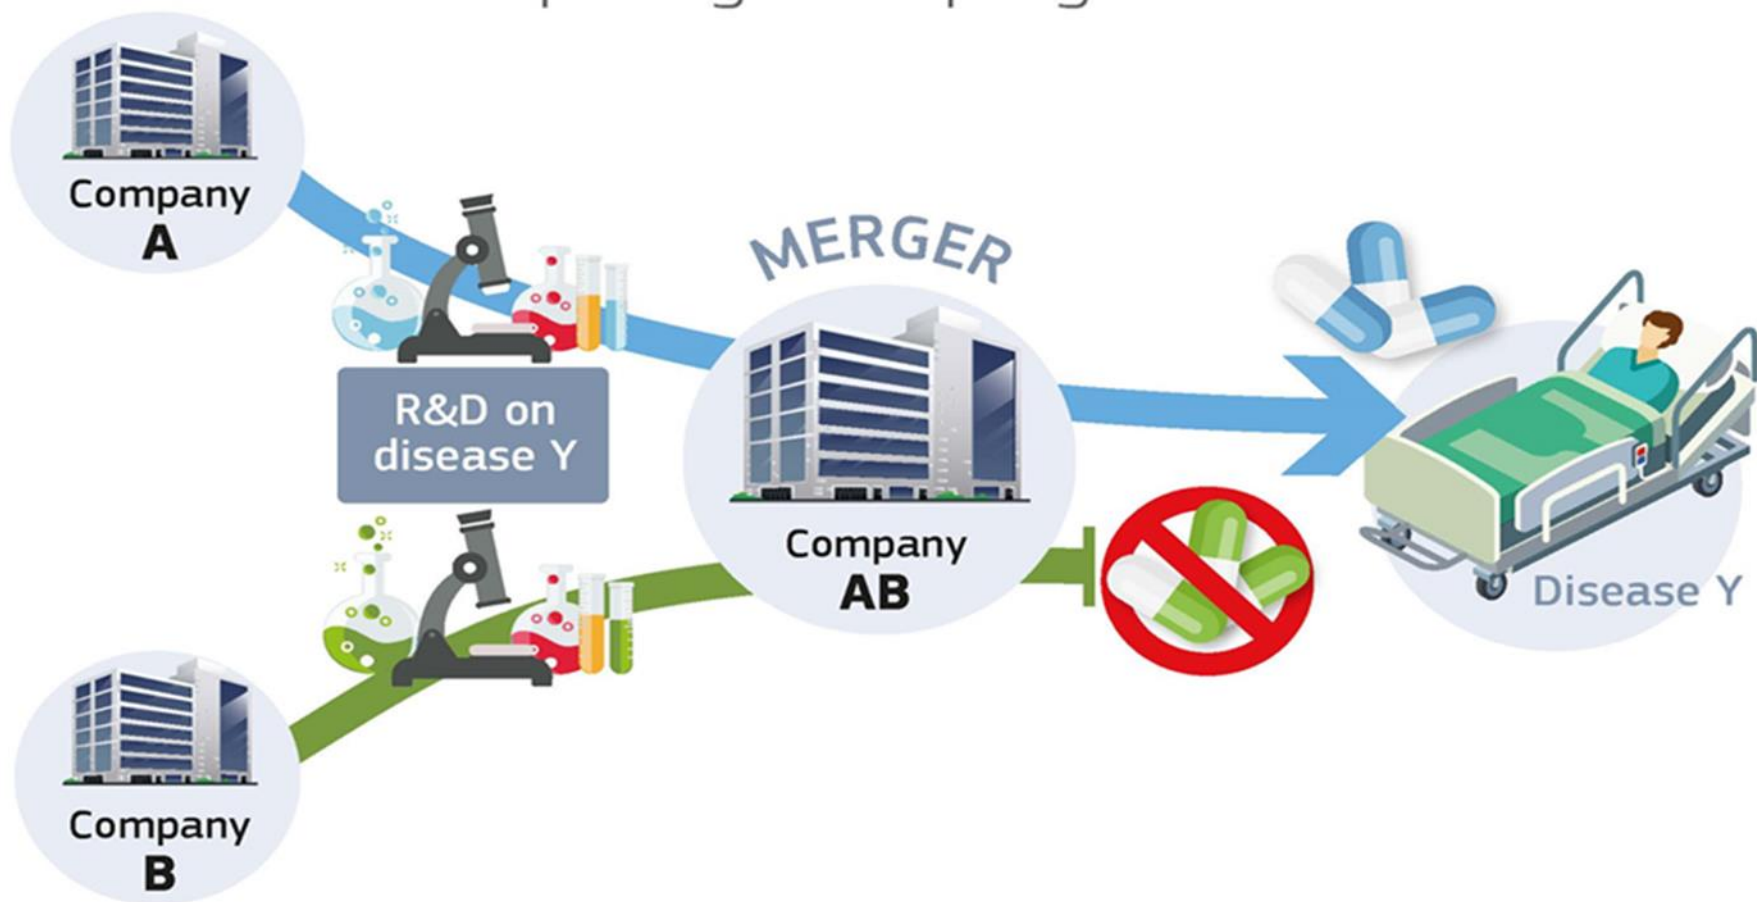 Company
A
MERGER
R&D on
disease Y
Company
AB
Disease Y
Company
B